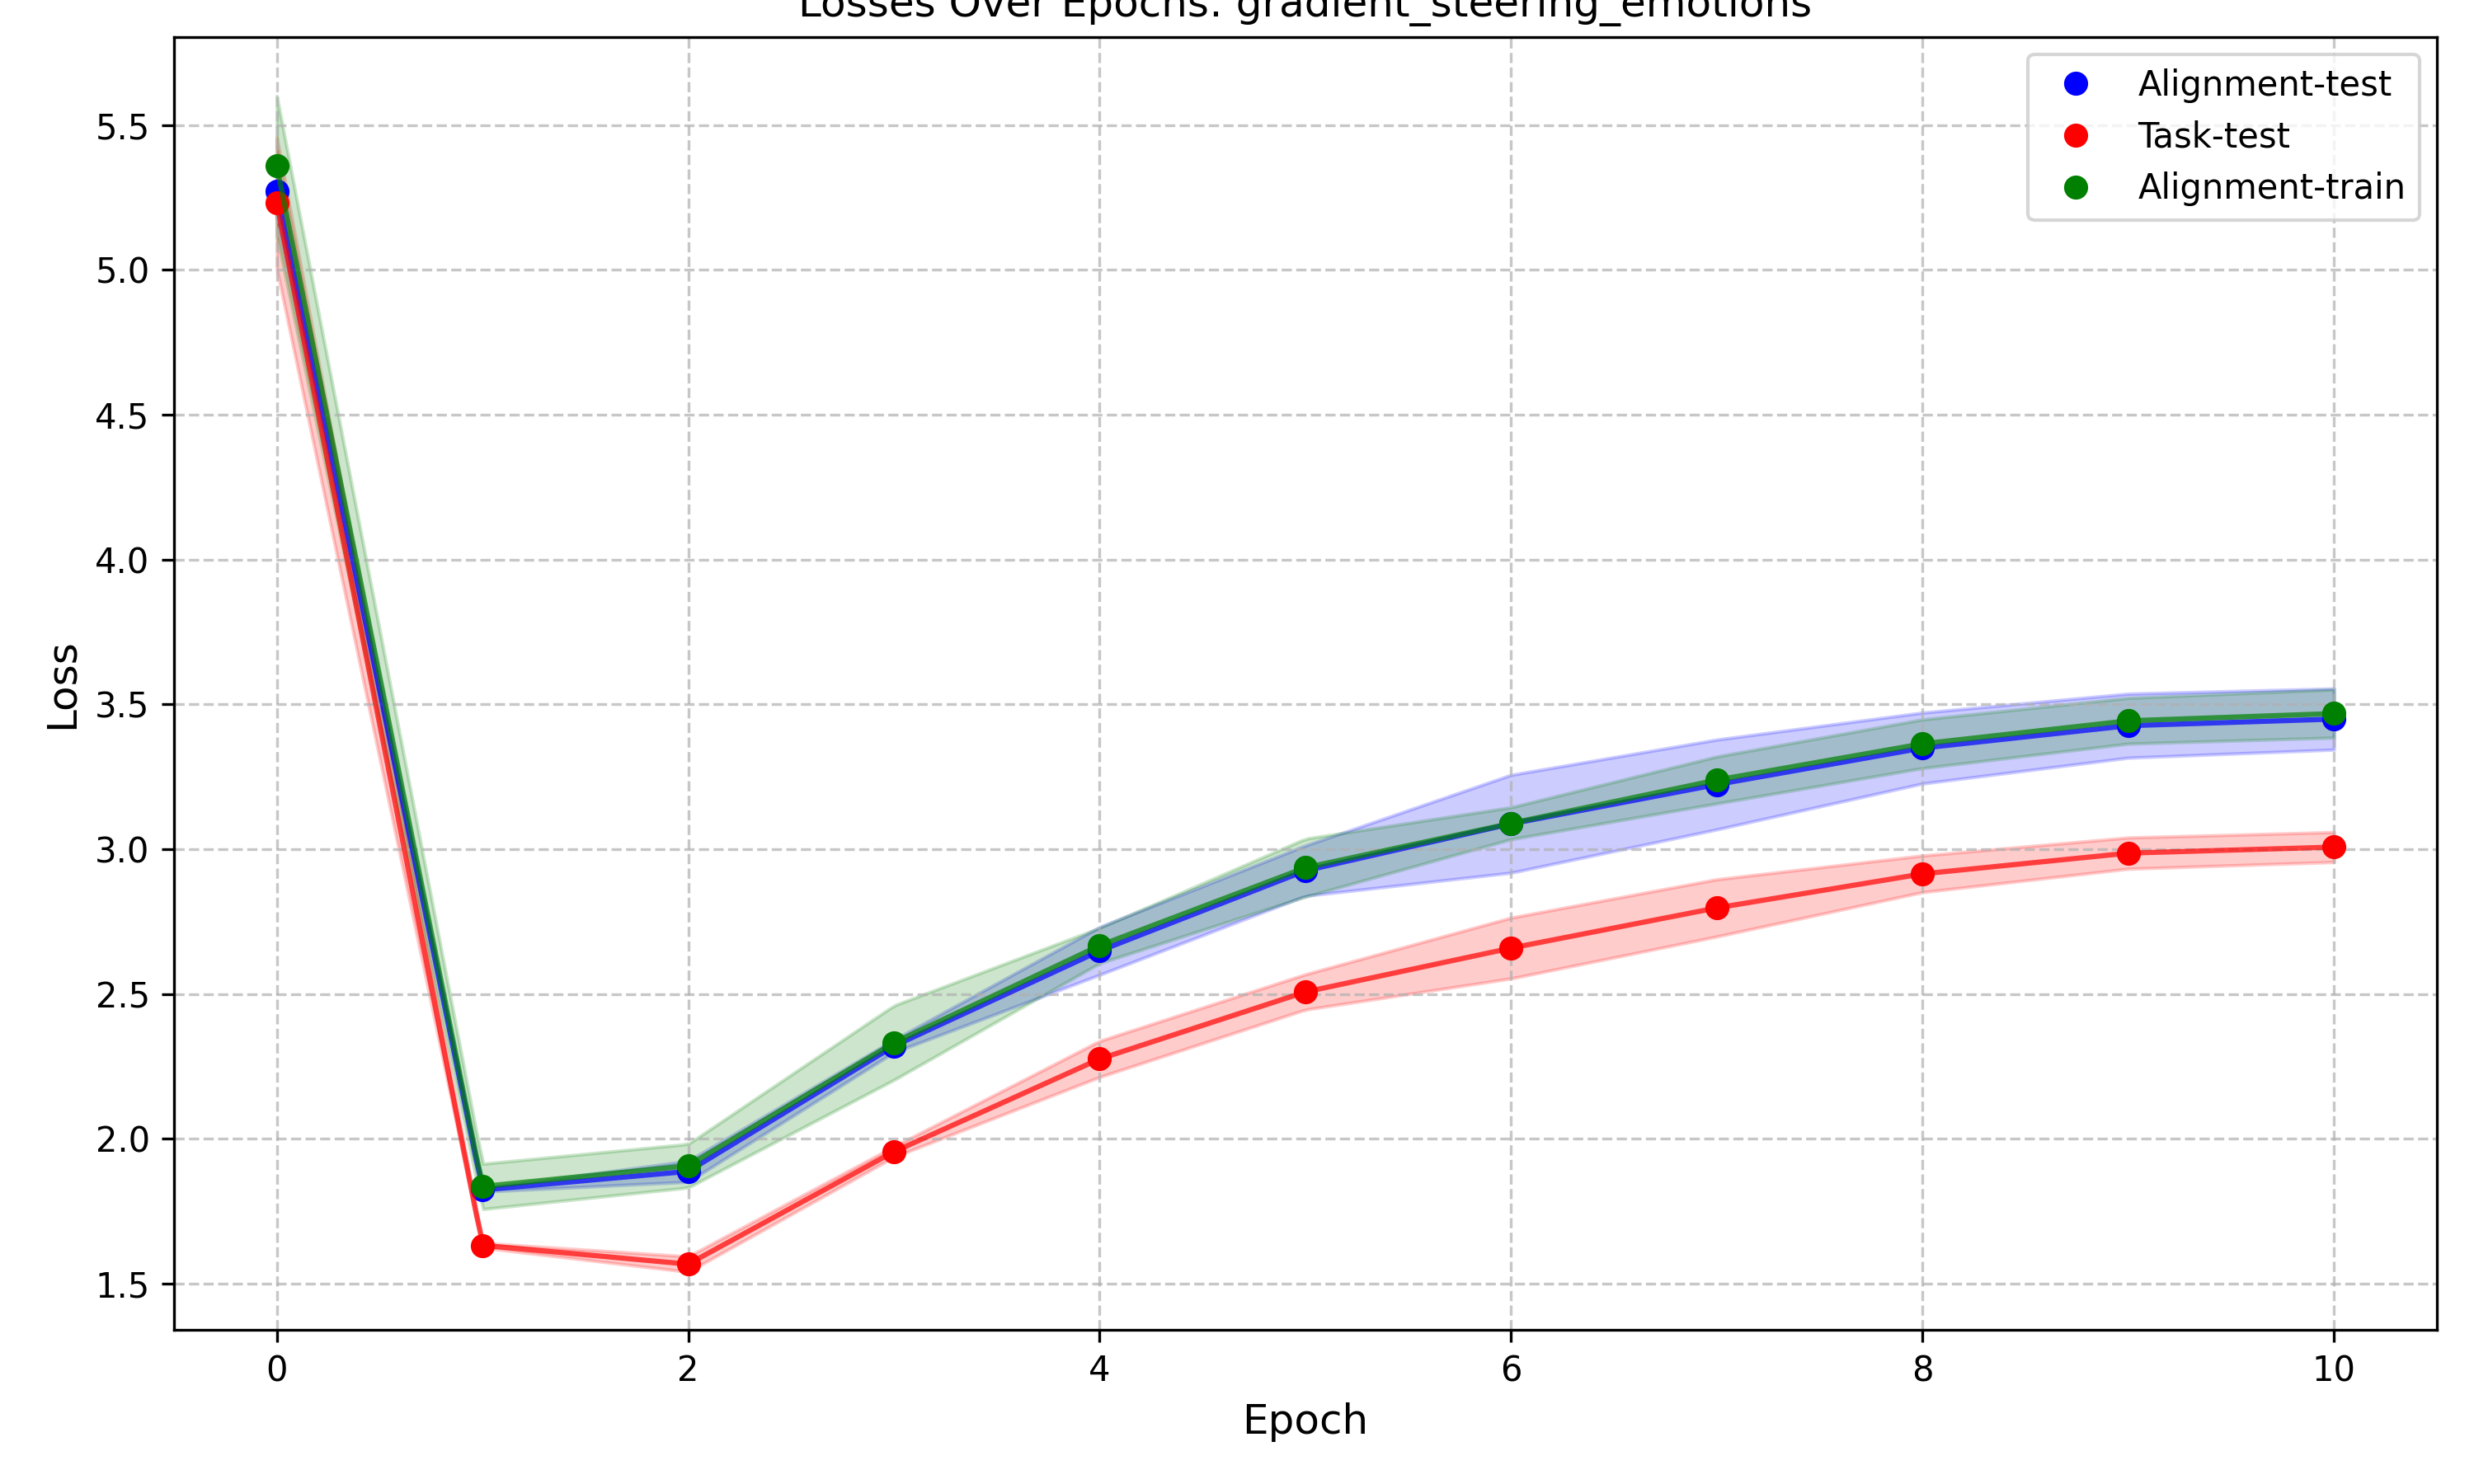 Losses Over Epochs: gradient_steering_emotions
Alignment-test
Task-test
Alignment-train
5.5
5.0
4.5
4.0
3.5
3.0
2.5
2.0
1.5
Loss
0 2 4 6 8 10
Epoch